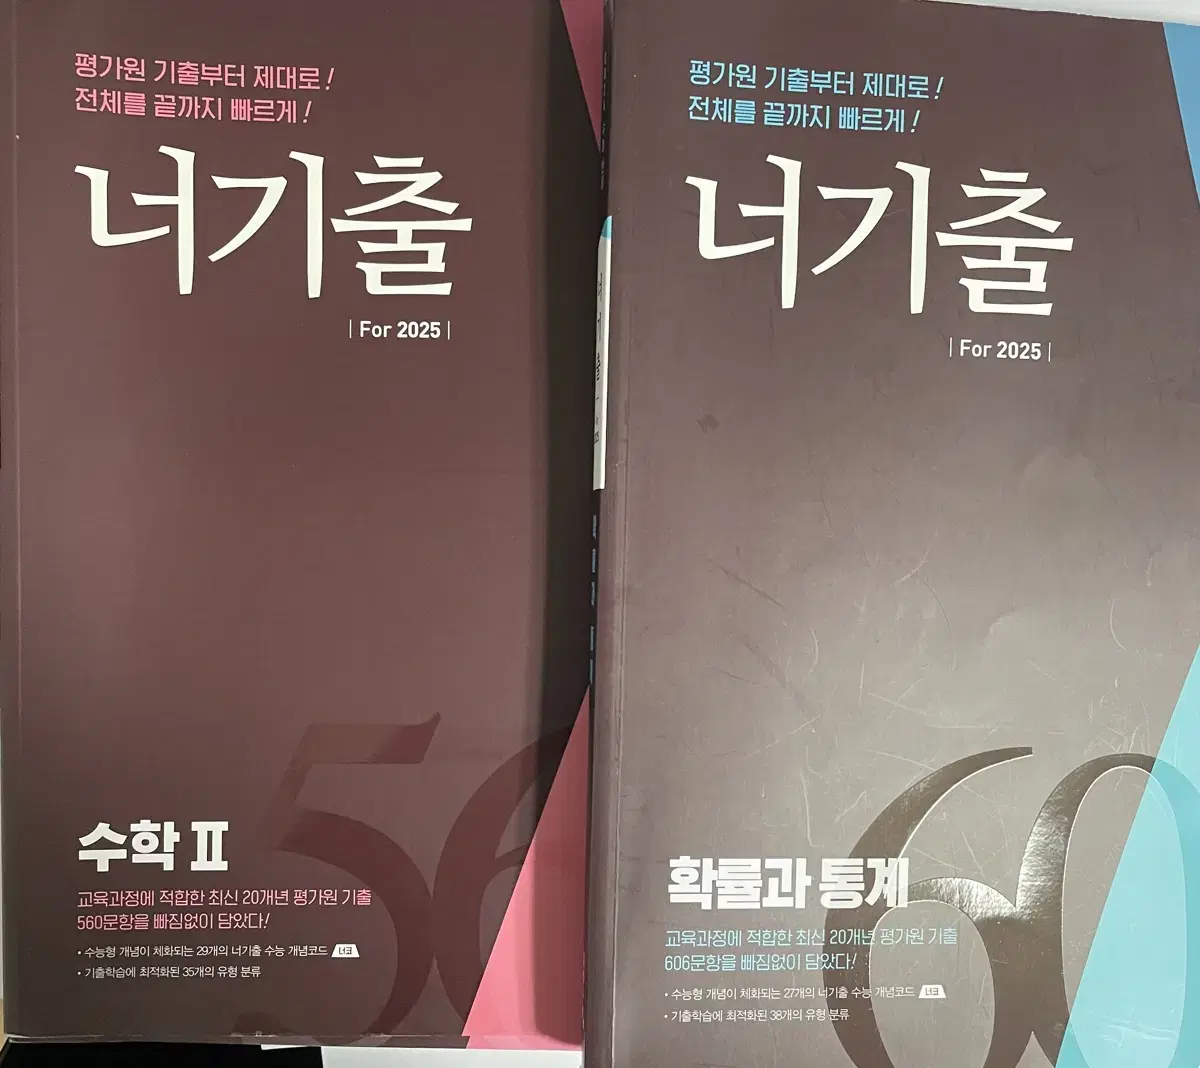 평가원 기출부터 제대로!
전체를 끝까지 빠르게!
너기출
For 2025
56
수학 II
교육과정에 적합한 최신 20개년 평가원 기출
560문항을 빠짐없이 담았다!
• 수능형 개념이 체화되는 29개의 너기출 수능 개념코드 너코
• 기출학습에 최적화된 35개의 유형 분류
평가원 기출부터 제대로!
전체를 끝까지 빠르게!
너기출
For 2025
60
확률과 통계
교육과정에 적합한 최신 20개년 평가원 기출
606문항을 빠짐없이 담았다!
• 수능형 개념이 체화되는 27개의 너기출 수능 개념코드 너코
• 기출학습에 최적화된 38개의 유형 분류